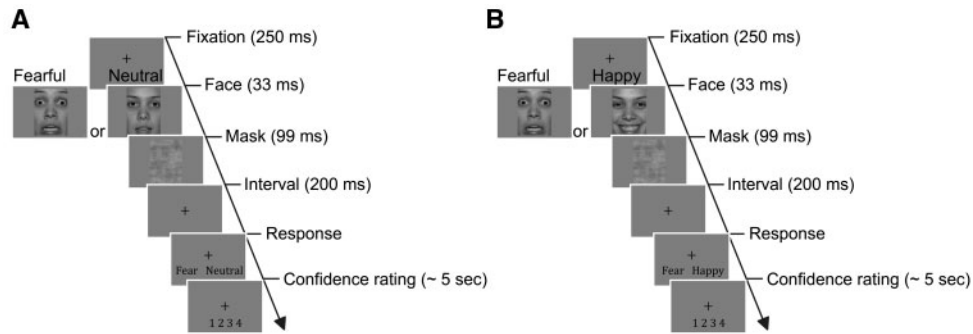 A
Fixation (250 ms)
Fearful
Neutral
Face (33 ms)
or
Mask (99 ms)
Interval (200 ms)
Response
Fear Neutral
Confidence rating (~ 5 sec)
1 2 3 4
B
Fixation (250 ms)
Fearful
Happy
Face (33 ms)
or
Mask (99 ms)
Interval (200 ms)
Response
Fear Happy
Confidence rating (~ 5 sec)
1 2 3 4